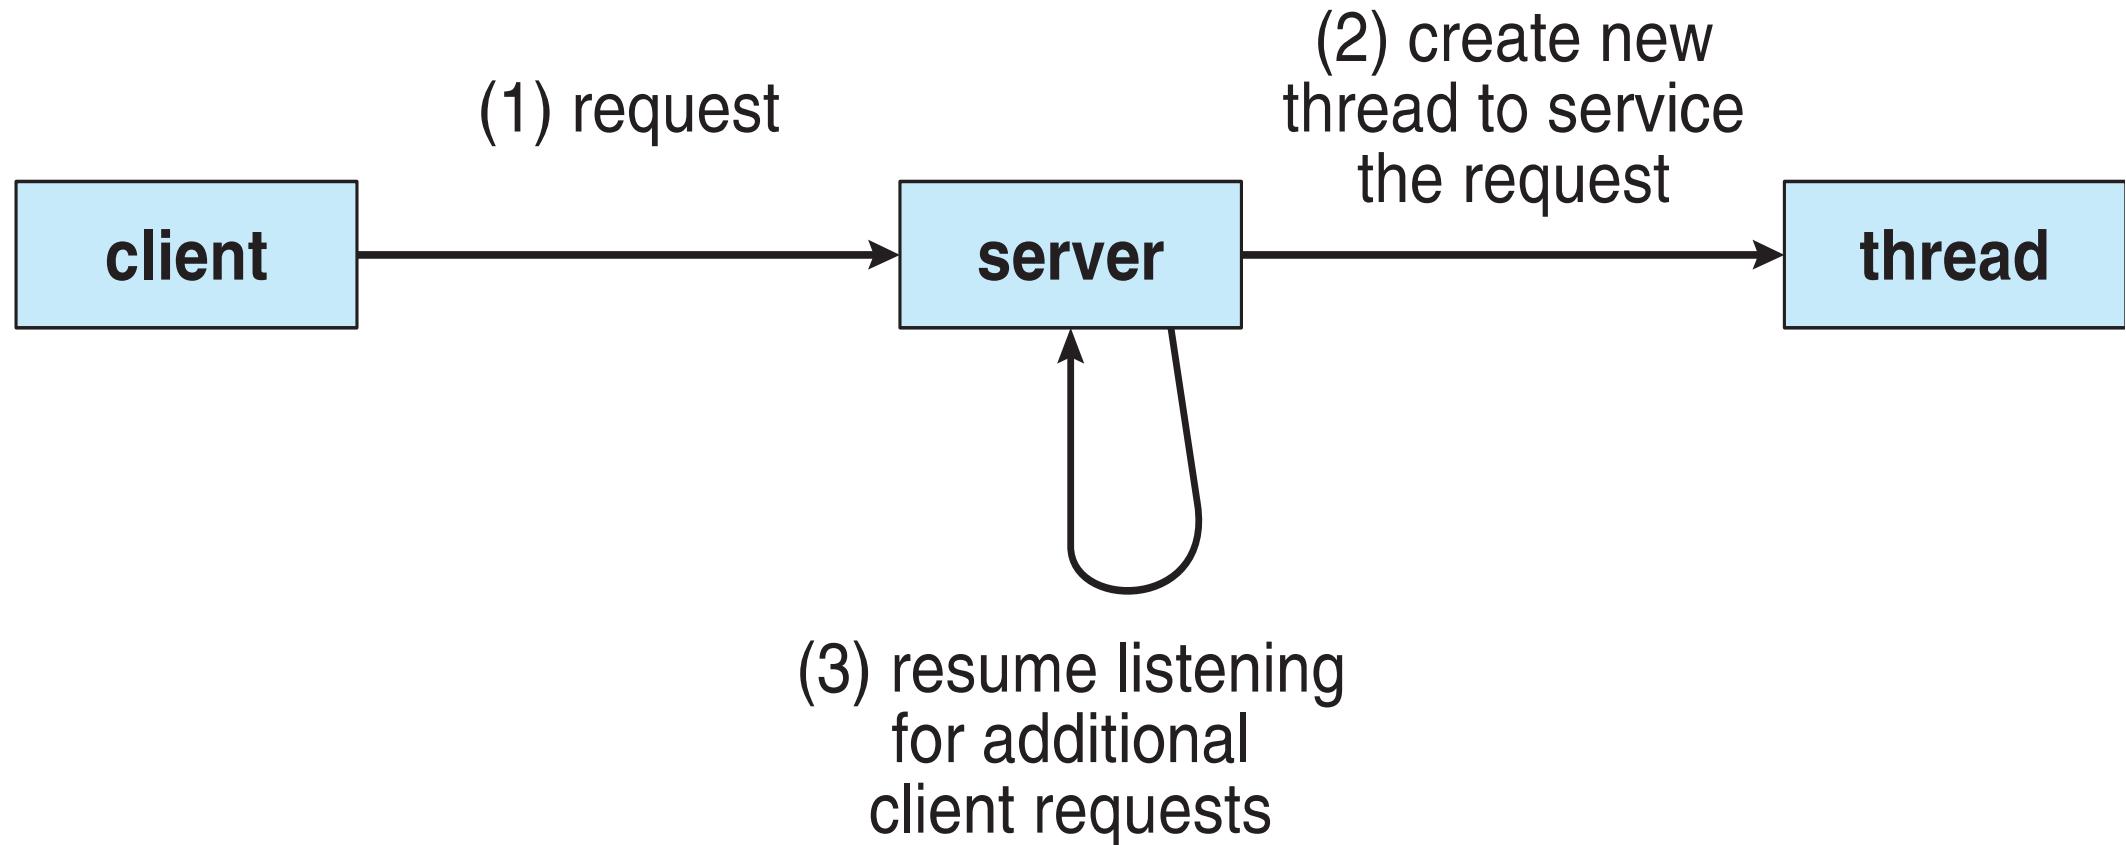 (1) request
(2) create new
thread to service
the request
client
server
thread
(3) resume listening
for additional
client requests